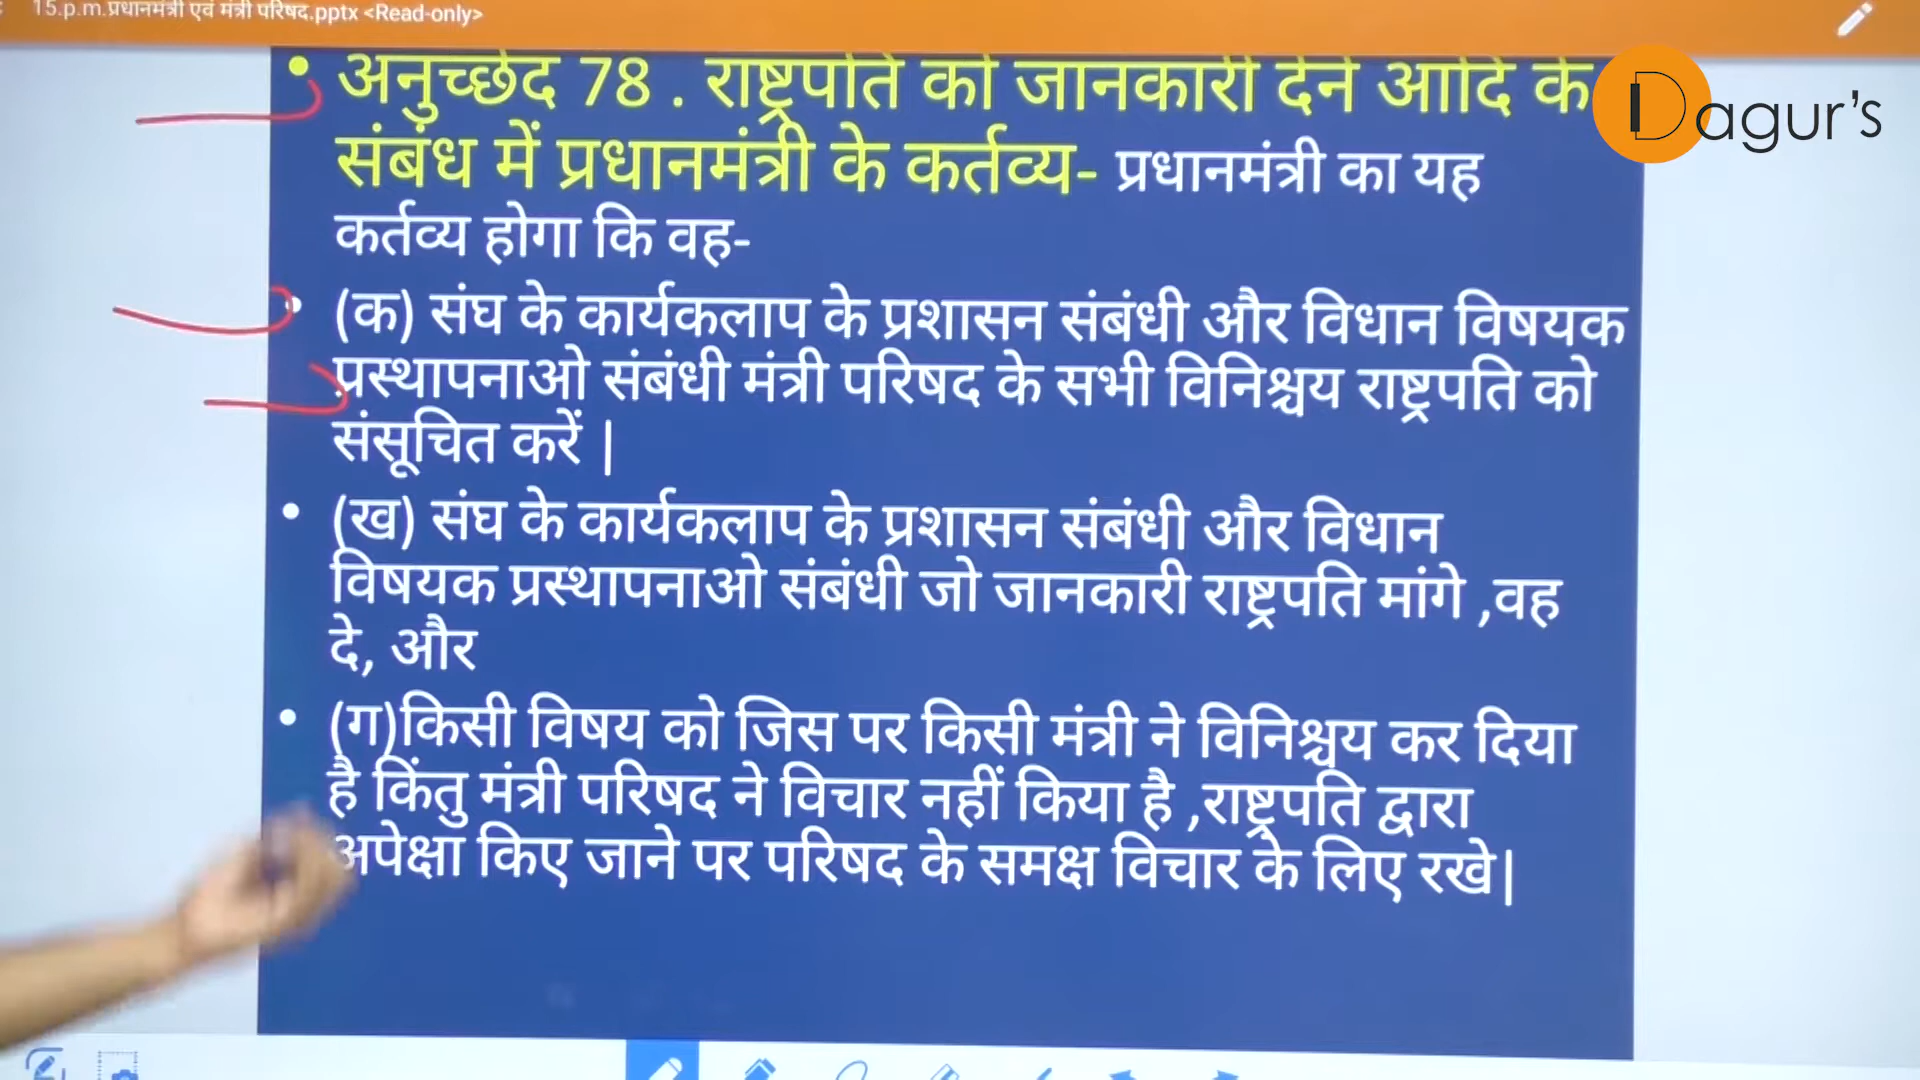 15.p.m.प्रधानमंत्री एवं मंत्री परिषद.pptx <Read-only>
अनुच्छेद 78 . राष्ट्रपति को जानकारी देने आदि के
संबंध में प्रधानमंत्री के कर्तव्य- प्रधानमंत्री का यह
कर्तव्य होगा कि वह-
(क) संघ के कार्यकलाप के प्रशासन संबंधी और विधान विषयक
प्रस्थापनाओ संबंधी मंत्री परिषद के सभी विनिश्चय राष्ट्रपति को
संसूचित करें |
(ख) संघ के कार्यकलाप के प्रशासन संबंधी और विधान
विषयक प्रस्थापनाओ संबंधी जो जानकारी राष्ट्रपति मांगे ,वह
दे, और
(ग)किसी विषय को जिस पर किसी मंत्री ने विनिश्चय कर दिया
है किंतु मंत्री परिषद ने विचार नहीं किया है ,राष्ट्रपति द्वारा
अपेक्षा किए जाने पर परिषद के समक्ष विचार के लिए रखे|
Dagur's